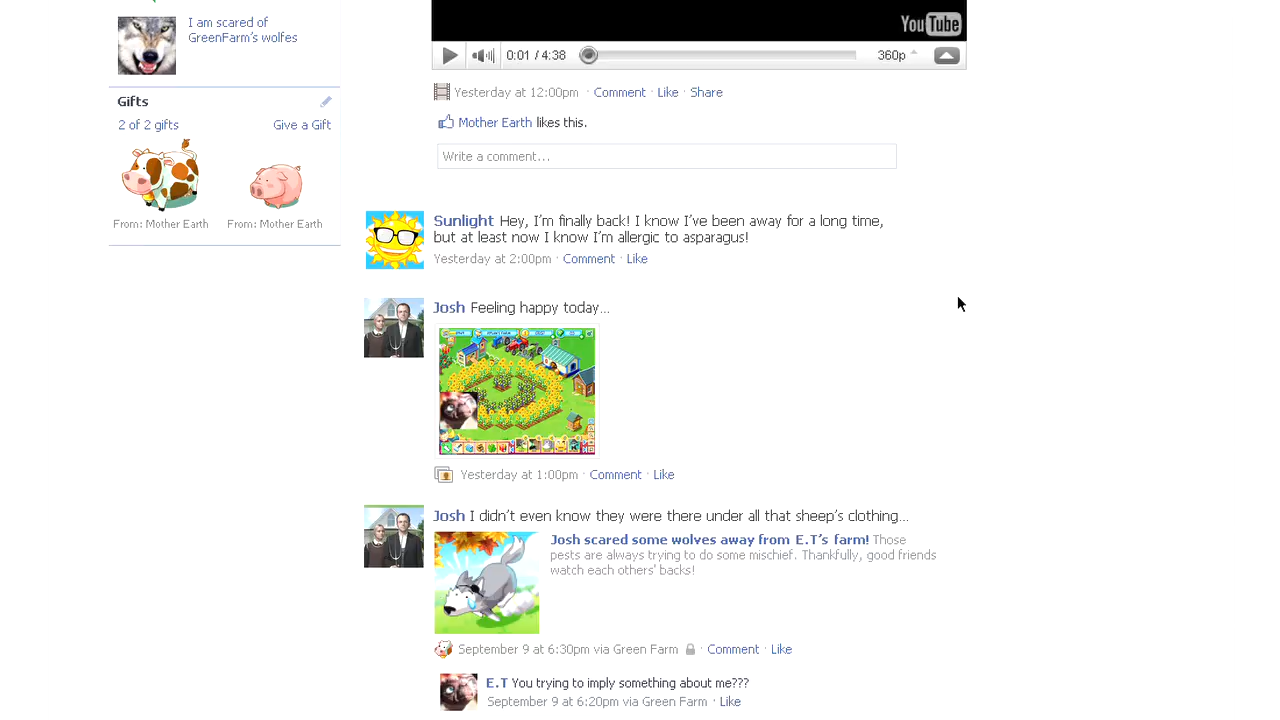 I am scared of
GreenFarm's wolfes
Gifts
2 of 2 gifts
Give a Gift
From: Mother Earth
From: Mother Earth
YouTube
0:01 / 4:38
360p
Yesterday at 12:00pm · Comment · Like · Share
Mother Earth likes this.
Write a comment...
Sunlight Hey, I'm finally back! I know I've been away for a long time,
but at least now I know I'm allergic to asparagus!
Yesterday at 2:00pm · Comment · Like
Josh Feeling happy today...
Yesterday at 1:00pm · Comment · Like
Josh I didn't even know they were there under all that sheep's clothing...
Josh scared some wolves away from E.T's farm! Those
pests are always trying to do some mischief. Thankfully, good friends
watch each others' backs!
September 9 at 6:30pm via Green Farm · Comment · Like
E.T You trying to imply something about me???
September 9 at 6:20pm via Green Farm · Like